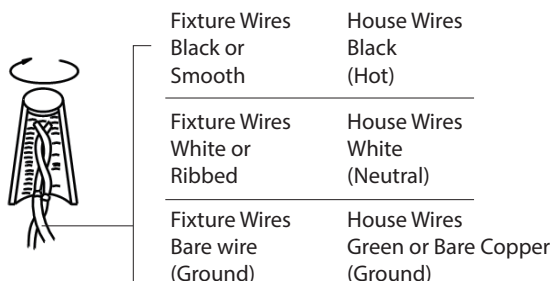 Fixture Wires House Wires
Black or Black
Smooth (Hot)
Fixture Wires House Wires
White or White
Ribbed (Neutral)
Fixture Wires House Wires
Bare wire Green or Bare Copper
(Ground) (Ground)